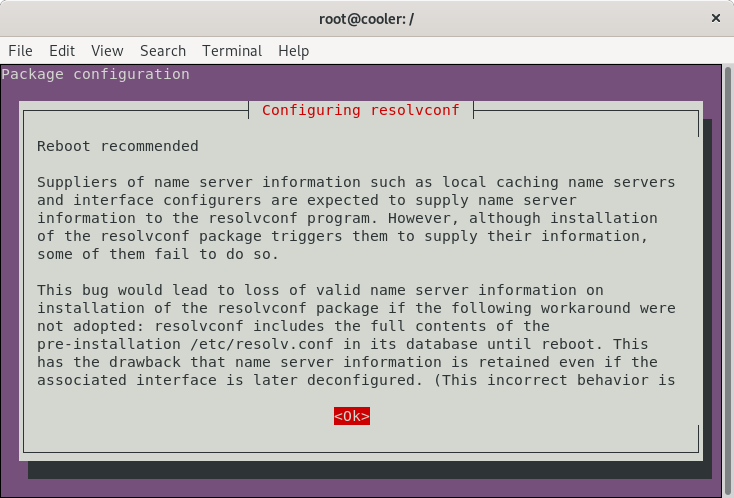 root@cooler: /
×
File Edit View Search Terminal Help
Package configuration
Configuring resolvconf
Reboot recommended
Suppliers of name server information such as local caching name servers
and interface configurers are expected to supply name server
information to the resolvconf program. However, although installation
of the resolvconf package triggers them to supply their information,
some of them fail to do so.
This bug would lead to loss of valid name server information on
installation of the resolvconf package if the following workaround were
not adopted: resolvconf includes the full contents of the
pre-installation /etc/resolv.conf in its database until reboot. This
has the drawback that name server information is retained even if the
associated interface is later deconfigured. (This incorrect behavior is
<Ok>